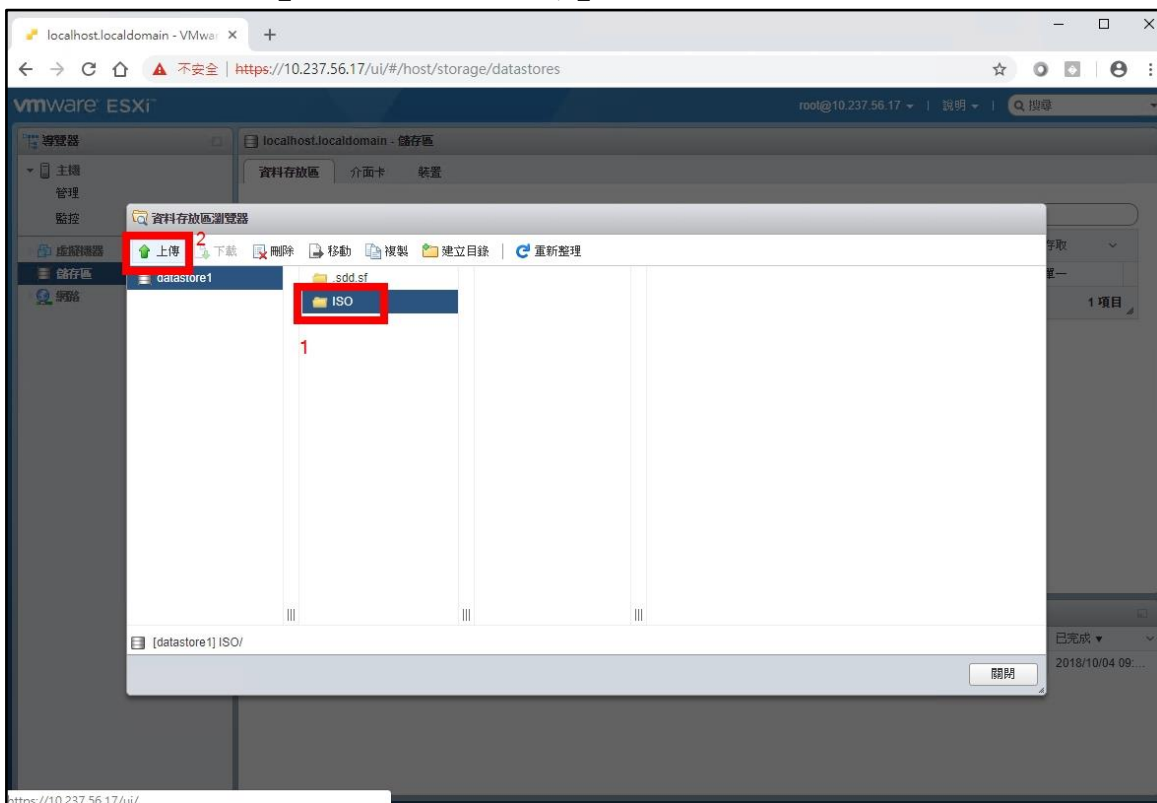 localhost.localdomain - VMwar
不安全 | https://10.237.56.17/ui/#/host/storage/datastores
vmware ESXi
root@10.237.56.17 | 說明 | 搜尋
導覽器
localhost.localdomain - 儲存區
主機
資料存放區 介面卡 裝置
管理
監控
資料存放區瀏覽器
虛擬機器
上傳 2 下載 刪除 移動 複製 建立目錄 | 重新整理
存取
儲存區
datastore1
.sdd.sf
單一
網路
ISO
1 項目
1
[datastore1] ISO/
已完成
關閉
2018/10/04 09:...
https://10.237.56.17/ui/